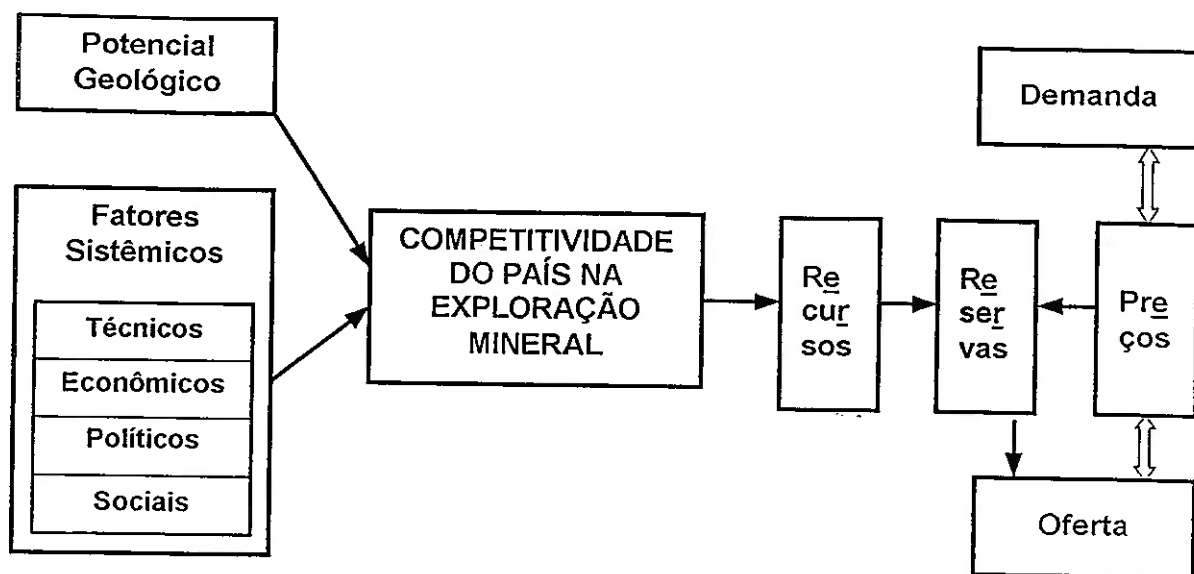 Potencial
Geológico
Fatores
Sistêmicos
Técnicos
Econômicos
Políticos
Sociais
COMPETITIVIDADE
DO PAÍS NA
EXPLORAÇÃO
MINERAL
Re
cur
sos
Re
ser
vas
Demanda
Pre
ços
Oferta